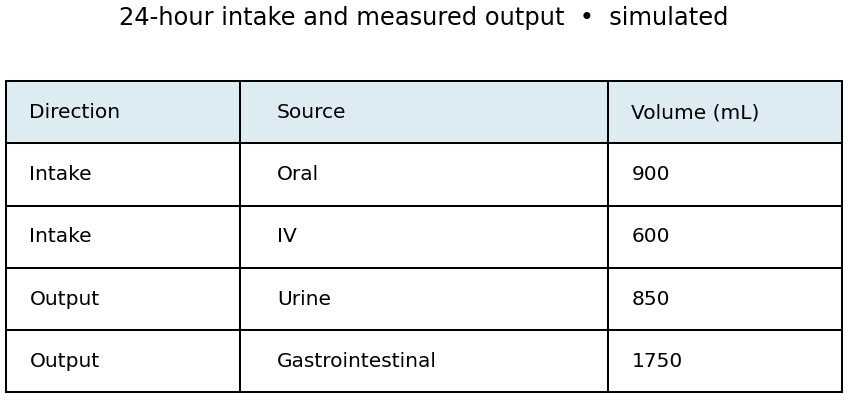 24-hour intake and measured output • simulated
Direction Source Volume (mL)
Intake Oral 900
Intake IV 600
Output Urine 850
Output Gastrointestinal 1750